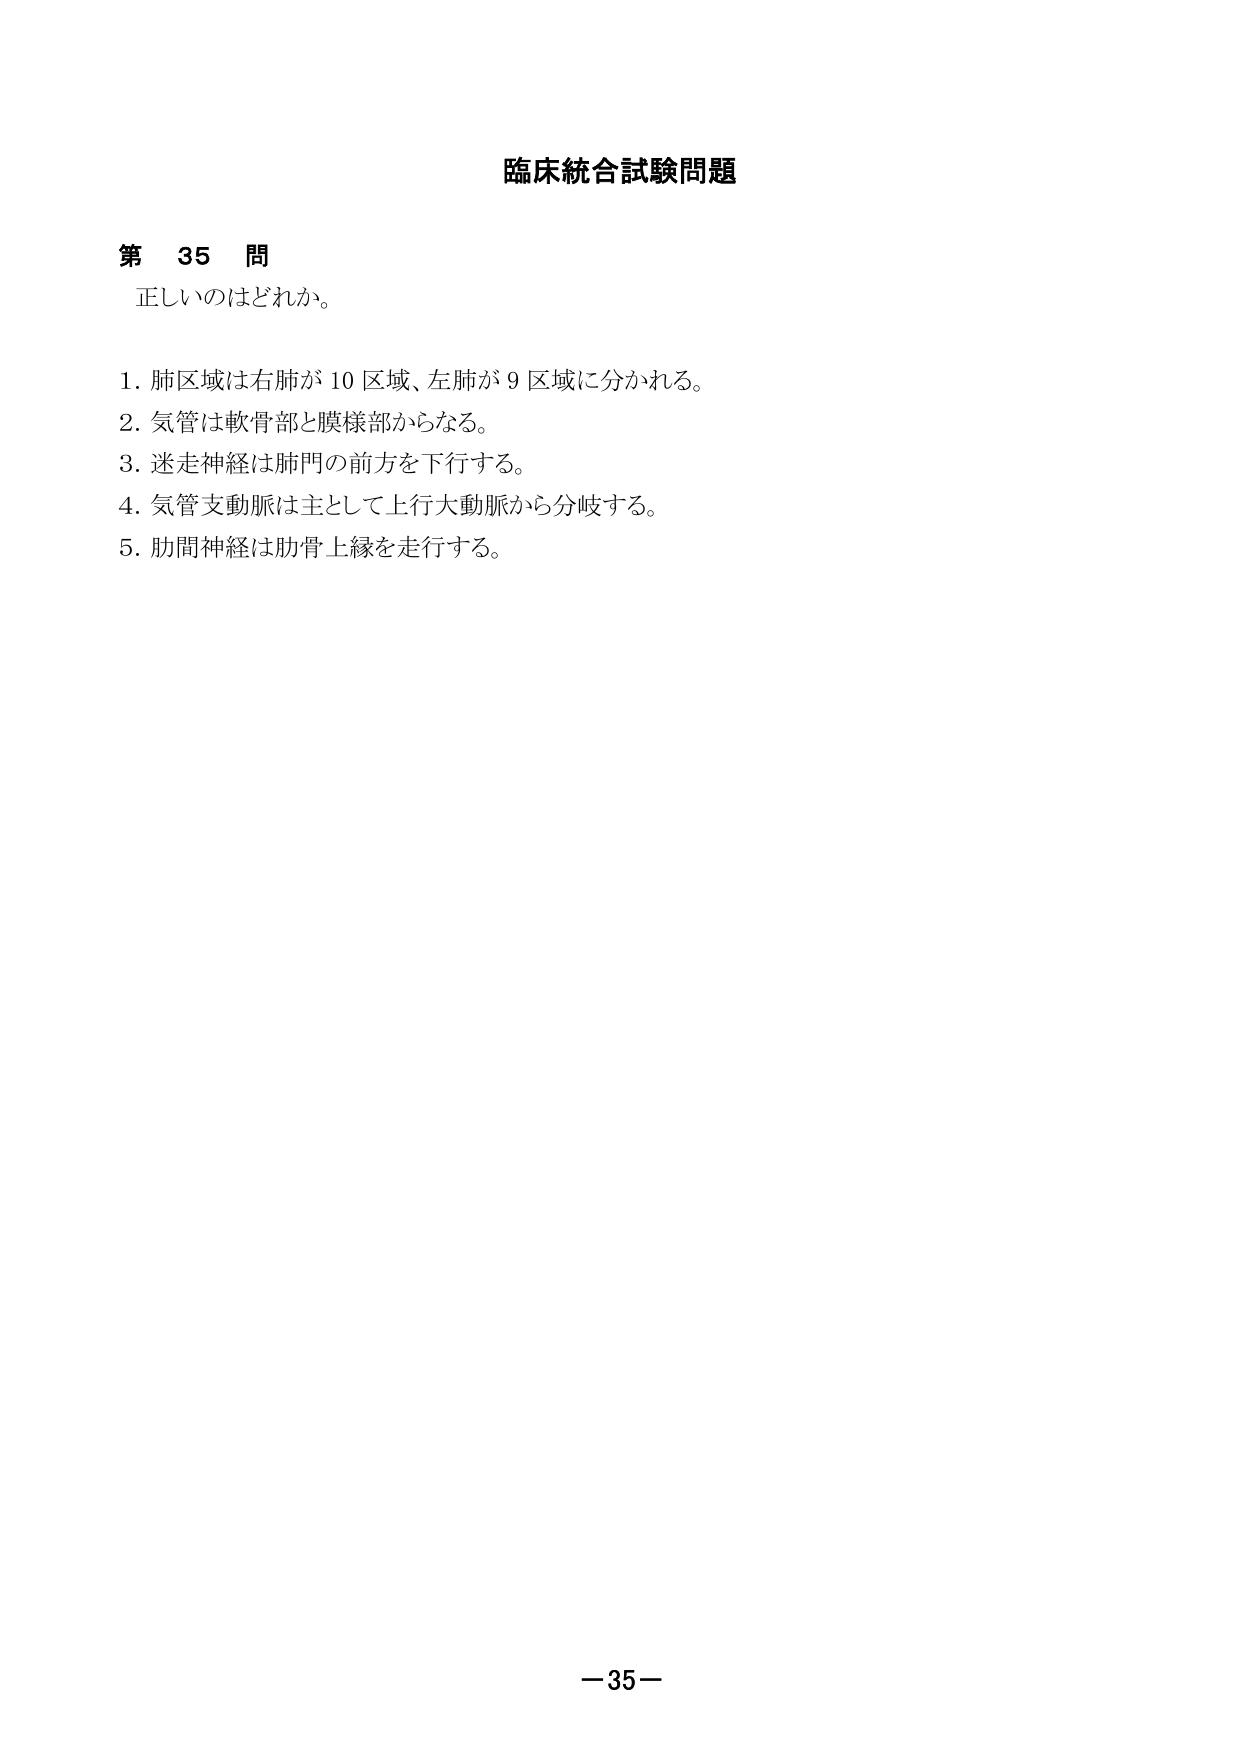 臨床統合試験問題
第 35 問
正しいのはどれか。
1. 肺区域は右肺が 10 区域、左肺が 9 区域に分かれる。
2. 気管は軟骨部と膜様部からなる。
3. 迷走神経は肺門の前方を下行する。
4. 気管支動脈は主として上行大動脈から分岐する。
5. 肋間神経は肋骨上縁を走行する。
－35－